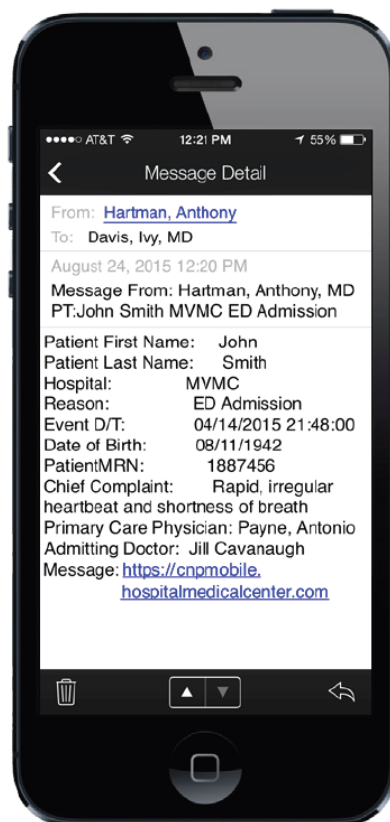 AT&T 12:21 PM 55%
Message Detail
From: Hartman, Anthony
To: Davis, Ivy, MD
August 24, 2015 12:20 PM
Message From: Hartman, Anthony, MD
PT:John Smith MVMC ED Admission
Patient First Name: John
Patient Last Name: Smith
Hospital: MVMC
Reason: ED Admission
Event D/T: 04/14/2015 21:48:00
Date of Birth: 08/11/1942
PatientMRN: 1887456
Chief Complaint: Rapid, irregular
heartbeat and shortness of breath
Primary Care Physician: Payne, Antonio
Admitting Doctor: Jill Cavanaugh
Message: https://cnpmobile.
hospitalmedicalcenter.com